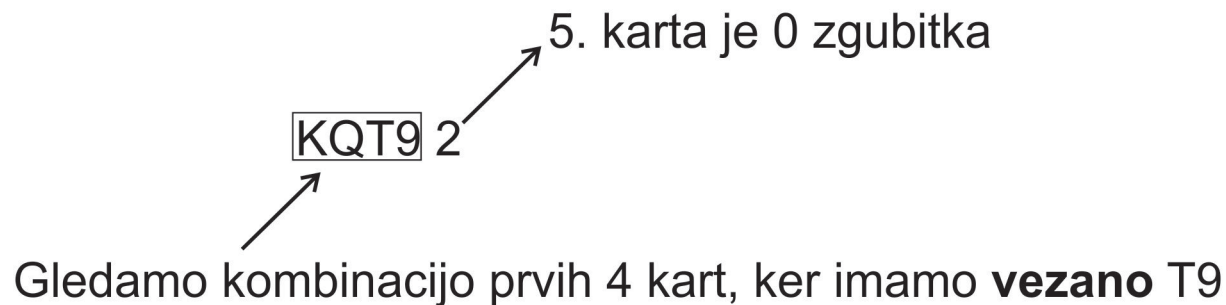 5. karta je 0 zgubitka
KQT9 2
Gledamo kombinacijo prvih 4 kart, ker imamo vezano T9